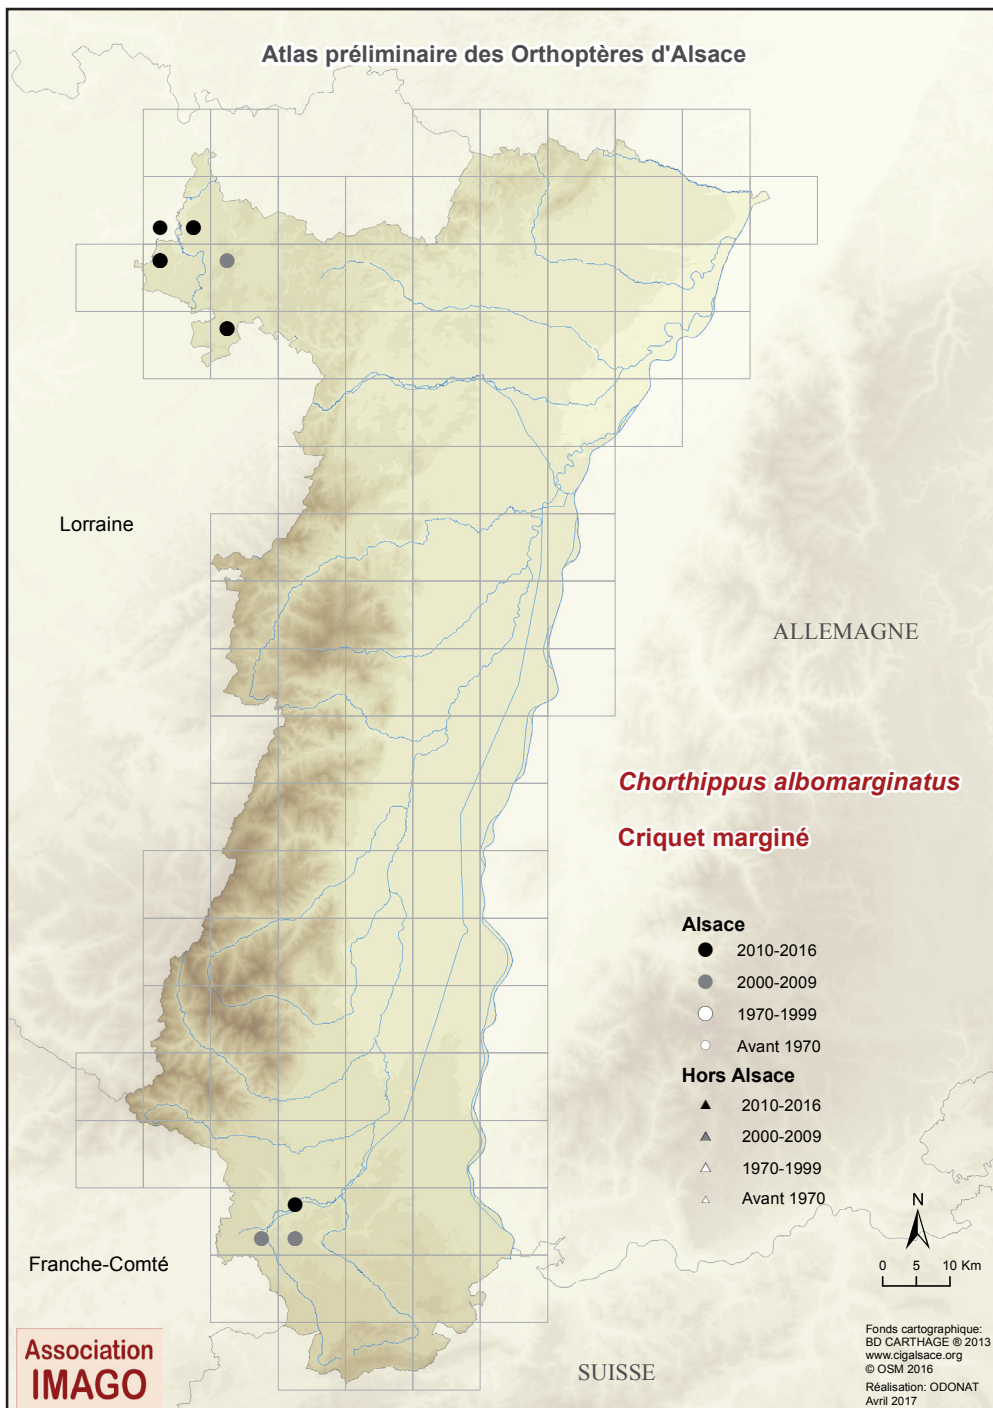 Atlas préliminaire des Orthoptères d'Alsace
Lorraine
ALLEMAGNE
Chorthippus albomarginatus
Criquet marginé
Alsace
2010-2016
2000-2009
1970-1999
Avant 1970
Hors Alsace
2010-2016
2000-2009
1970-1999
Avant 1970
N
0 5 10 Km
Franche-Comté
SUISSE
Association
IMAGO
Fonds cartographique:
BD CARTHAGE ® 2013
www.cigalsace.org
© OSM 2016
Réalisation: ODONAT
Avril 2017